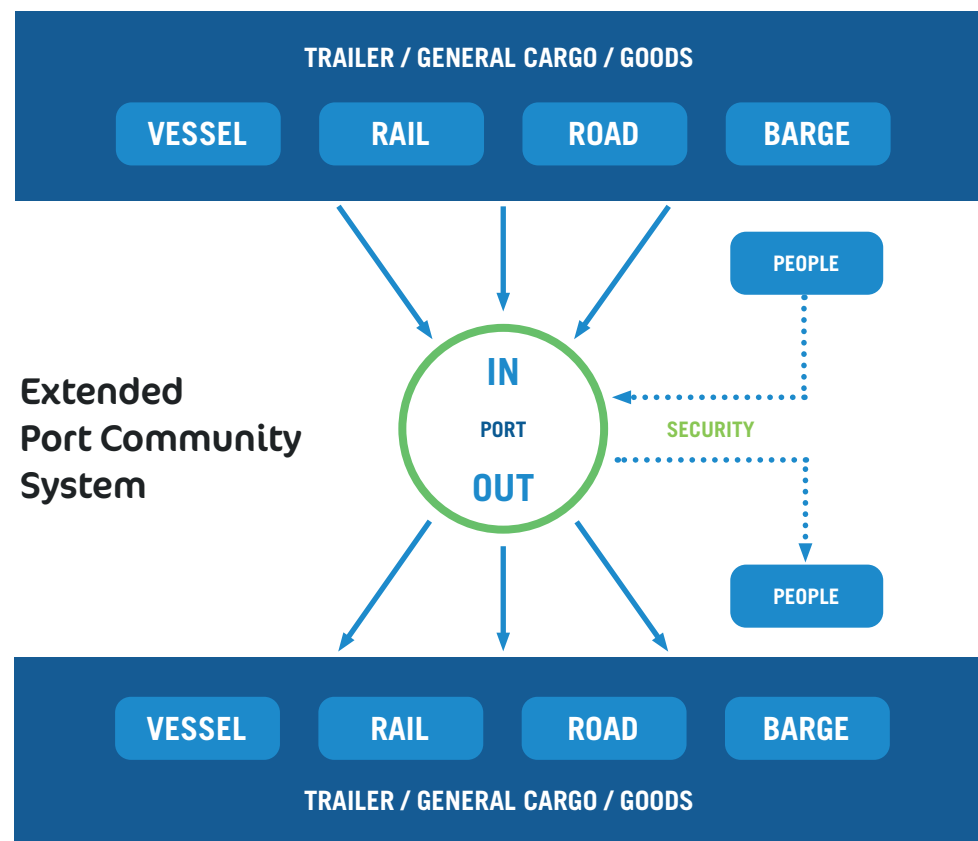 TRAILER / GENERAL CARGO / GOODS
VESSEL
RAIL
ROAD
BARGE
PEOPLE
IN
Extended
Port Community
System
PORT
SECURITY
OUT
PEOPLE
VESSEL
RAIL
ROAD
BARGE
TRAILER / GENERAL CARGO / GOODS